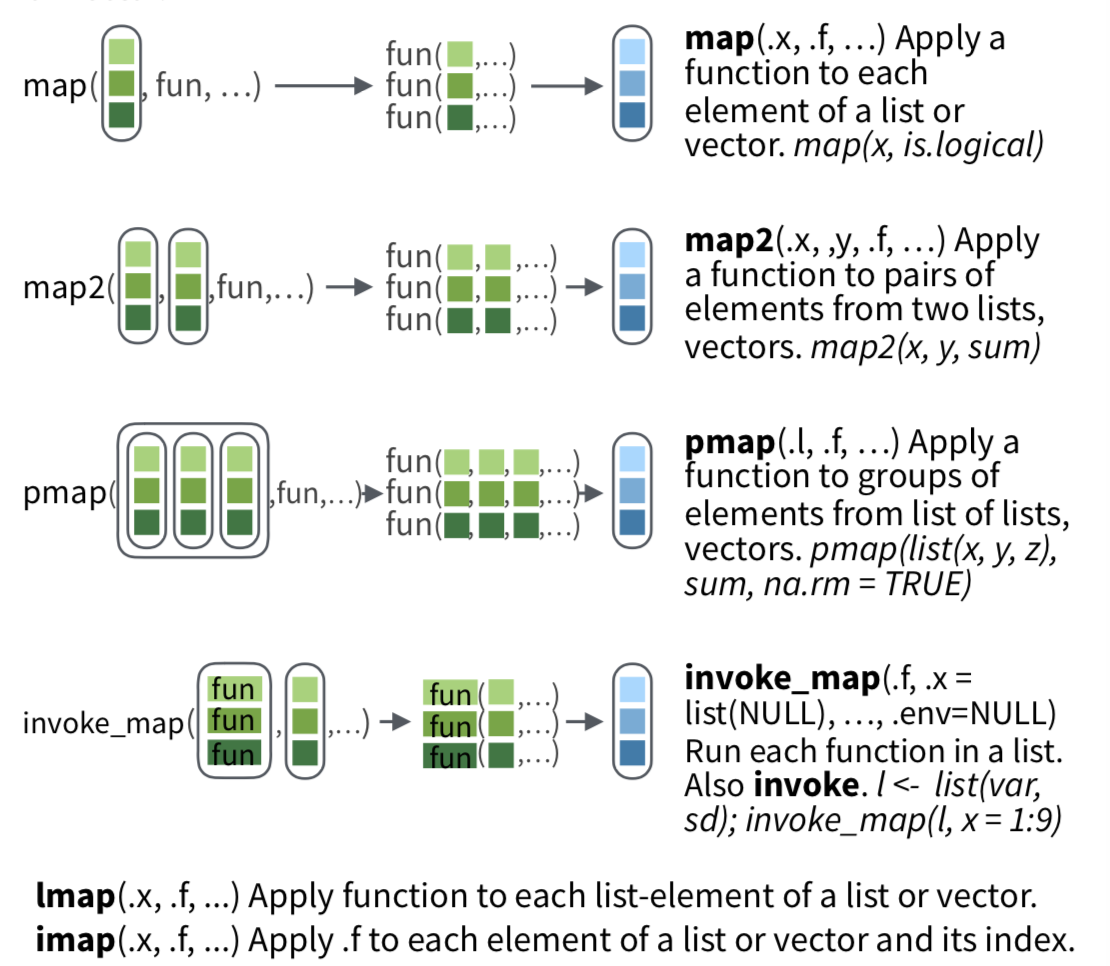 map( , fun, …)
fun( ,…)
fun( ,…)
fun( ,…)
map(.x, .f, …) Apply a
function to each
element of a list or
vector. map(x, is.logical)
map2( , ,fun,…)
fun( , ,…)
fun( , ,…)
fun( , ,…)
map2(.x, ,y, .f, …) Apply
a function to pairs of
elements from two lists,
vectors. map2(x, y, sum)
pmap( ,fun,…)
fun( , , ,…)
fun( , , ,…)
fun( , , ,…)
pmap(.l, .f, …) Apply a
function to groups of
elements from list of lists,
vectors. pmap(list(x, y, z),
sum, na.rm = TRUE)
invoke_map( fun
fun
fun , ,…)
fun( ,…)
fun( ,…)
fun( ,…)
invoke_map(.f, .x =
list(NULL), …, .env=NULL)
Run each function in a list.
Also invoke. l <- list(var,
sd); invoke_map(l, x = 1:9)
lmap(.x, .f, ...) Apply function to each list-element of a list or vector.
imap(.x, .f, ...) Apply .f to each element of a list or vector and its index.